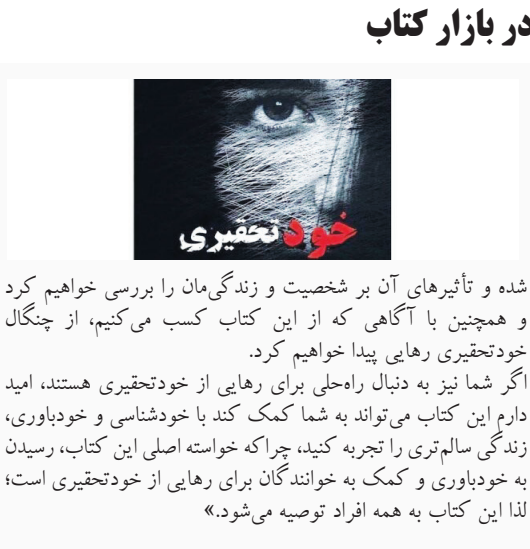 در بازار کتاب
خودتحقیری
شده و تأثیرهای آن بر شخصیت و زندگی‌مان را بررسی خواهیم کرد
و همچنین با آگاهی که از این کتاب کسب می‌کنیم، از چنگال
خودتحقیری رهایی پیدا خواهیم کرد.
اگر شما نیز به دنبال راه‌حلی برای رهایی از خودتحقیری هستند، امید
دارم این کتاب می‌تواند به شما کمک کند با خودشناسی و خودباوری،
زندگی سالم‌تری را تجربه کنید، چراکه خواسته اصلی این کتاب، رسیدن
به خودباوری و کمک به خوانندگان برای رهایی از خودتحقیری است؛
لذا این کتاب به همه افراد توصیه می‌شود.»